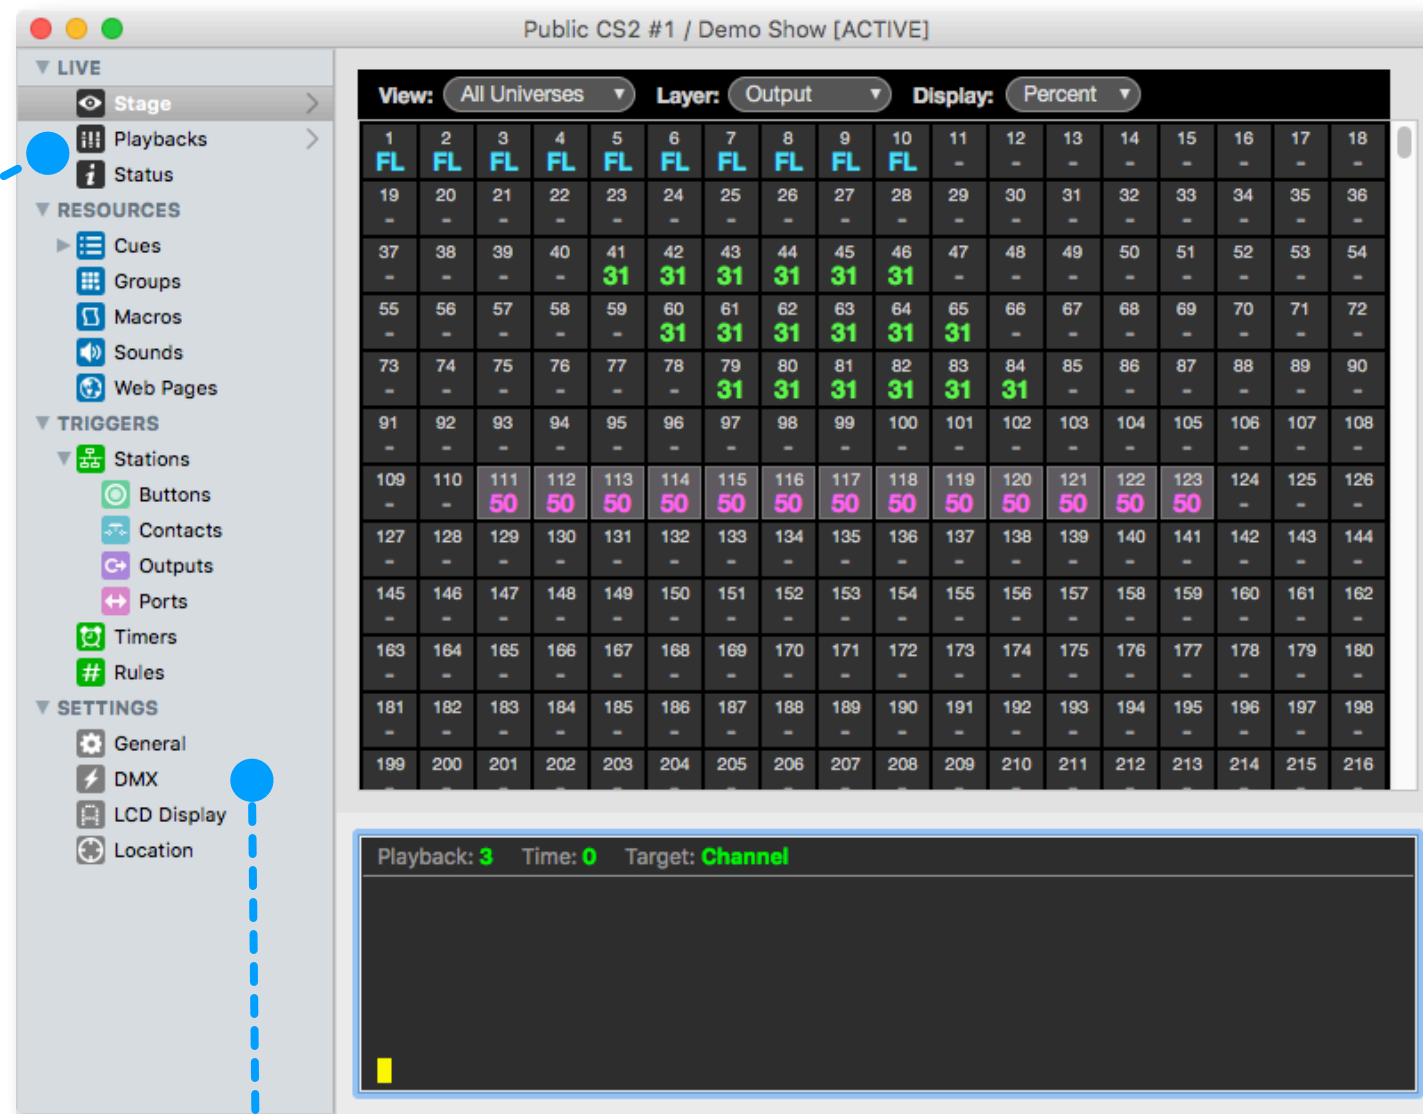 Public CS2 #1 / Demo Show [ACTIVE]
LIVE
Stage
Playbacks
Status
RESOURCES
Cues
Groups
Macros
Sounds
Web Pages
TRIGGERS
Stations
Buttons
Contacts
Outputs
Ports
Timers
Rules
SETTINGS
General
DMX
LCD Display
Location
View: All Universes Layer: Output Display: Percent
1 2 3 4 5 6 7 8 9 10 11 12 13 14 15 16 17 18
FL FL FL FL FL FL FL FL FL FL - - - - - - - -
19 20 21 22 23 24 25 26 27 28 29 30 31 32 33 34 35 36
- - - - - - - - - - - - - - - - - -
37 38 39 40 41 42 43 44 45 46 47 48 49 50 51 52 53 54
- - - - 31 31 31 31 31 31 - - - - - - - -
55 56 57 58 59 60 61 62 63 64 65 66 67 68 69 70 71 72
- - - - - 31 31 31 31 31 31 - - - - - - -
73 74 75 76 77 78 79 80 81 82 83 84 85 86 87 88 89 90
- - - - - - 31 31 31 31 31 31 - - - - - -
91 92 93 94 95 96 97 98 99 100 101 102 103 104 105 106 107 108
- - - - - - - - - - - - - - - - - -
109 110 111 112 113 114 115 116 117 118 119 120 121 122 123 124 125 126
- - 50 50 50 50 50 50 50 50 50 50 50 50 50 - - -
127 128 129 130 131 132 133 134 135 136 137 138 139 140 141 142 143 144
- - - - - - - - - - - - - - - - - -
145 146 147 148 149 150 151 152 153 154 155 156 157 158 159 160 161 162
- - - - - - - - - - - - - - - - - -
163 164 165 166 167 168 169 170 171 172 173 174 175 176 177 178 179 180
- - - - - - - - - - - - - - - - - -
181 182 183 184 185 186 187 188 189 190 191 192 193 194 195 196 197 198
- - - - - - - - - - - - - - - - - -
199 200 201 202 203 204 205 206 207 208 209 210 211 212 213 214 215 216
- - - - - - - - - - - - - - - - - -
Playback: 3 Time: 0 Target: Channel